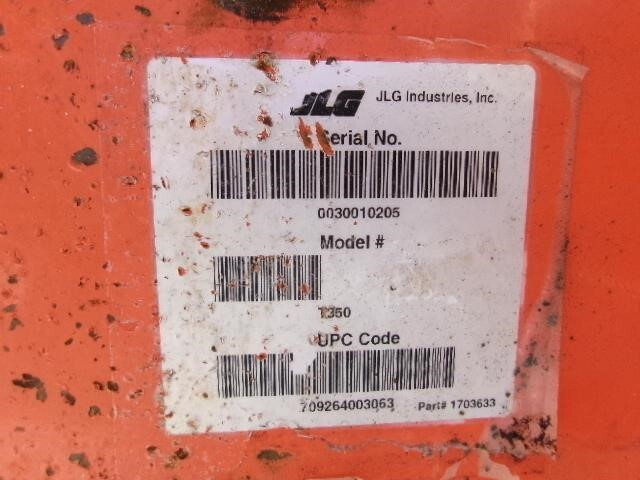 JLG JLG Industries, Inc.
Serial No.
0030010205
Model #
T350
UPC Code
709264003063 Part# 1703633